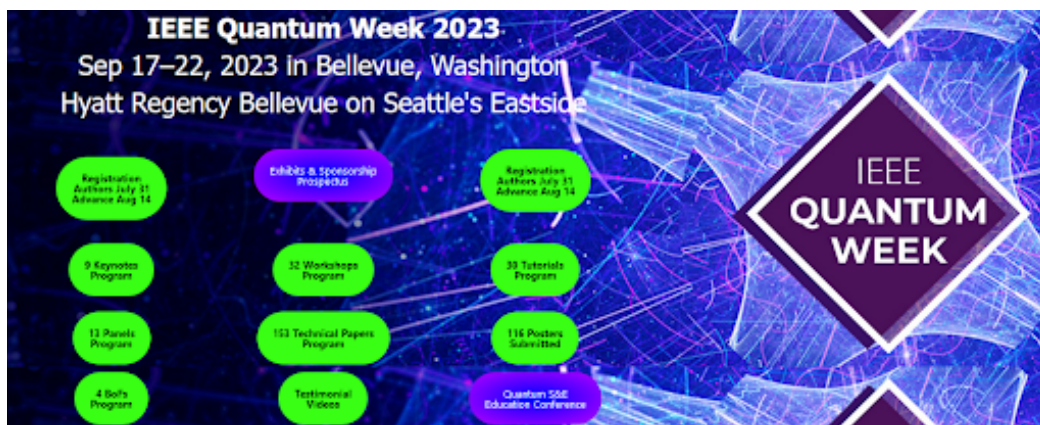 IEEE Quantum Week 2023
Sep 17–22, 2023 in Bellevue, Washington
Hyatt Regency Bellevue on Seattle's Eastside
Registration
Authors July 31
Advance Aug 14
Exhibits & Sponsorship
Prospectus
Registration
Authors July 31
Advance Aug 14
9 Keynotes
Program
32 Workshops
Program
30 Tutorials
Program
13 Panels
Program
153 Technical Papers
Program
116 Posters
Submitted
4 BoFs
Program
Testimonial
Videos
Quantum S&E
Education Conference
IEEE
QUANTUM
WEEK